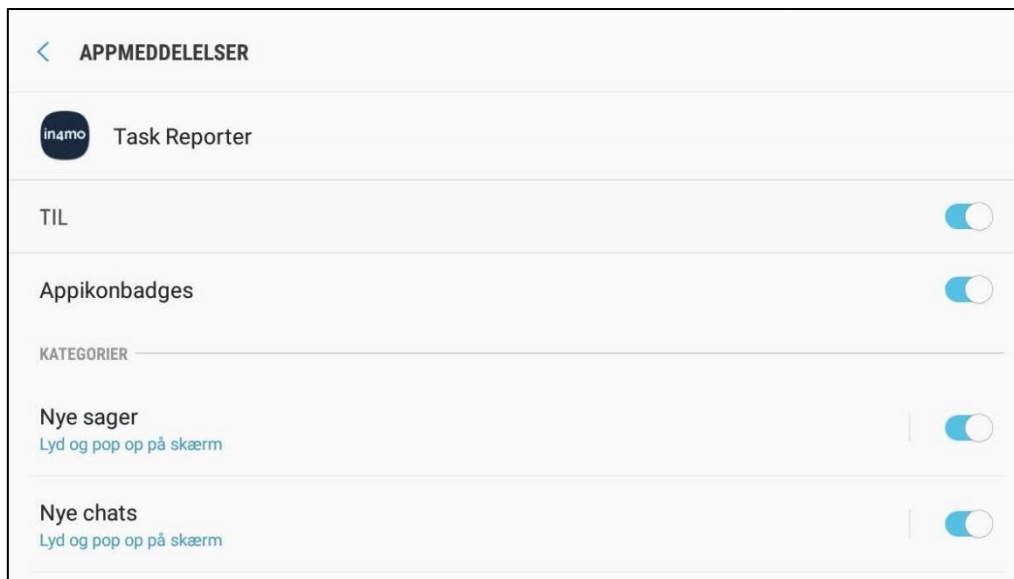 APPMEDDELELSER
in4mo
Task Reporter
TIL
Appikonbadges
KATEGORIER
Nye sager
Lyd og pop op på skærm
Nye chats
Lyd og pop op på skærm